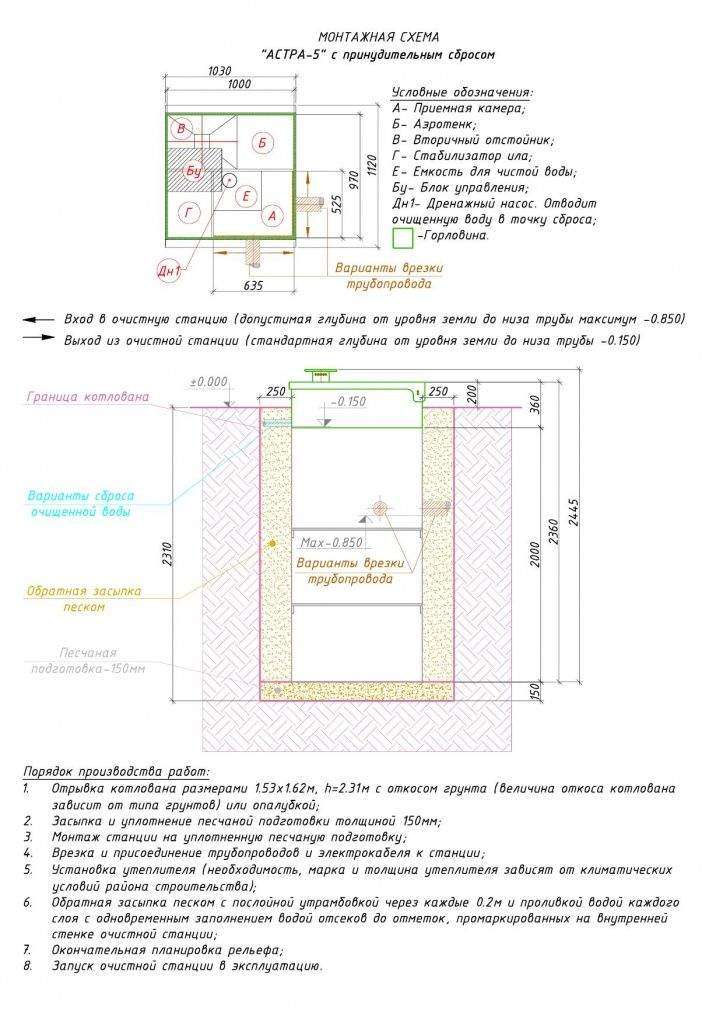 МОНТАЖНАЯ СХЕМА
"АСТРА-5" с принудительным сбросом
1030
1000
Условные обозначения:
А- Приемная камера;
Б- Аэротенк;
В- Вторичный отстойник;
Г- Стабилизатор ила;
Е- Емкость для чистой воды;
Бу- Блок управления;
Дн1- Дренажный насос. Отводит
очищенную воду в точку сброса;
-Горловина.
В
Б
Бу
Е
Г
А
Дн1
525
970
1120
635
Варианты врезки
трубопровода
Вход в очистную станцию (допустимая глубина от уровня земли до низа трубы максимум -0.850)
Выход из очистной станции (стандартная глубина от уровня земли до низа трубы -0.150)
±0.000
250
250
200
360
Граница котлована
-0.150
Варианты сброса
очищенной воды
2310
Max-0.850
Варианты врезки
трубопровода
2000
2360
2445
Обратная засыпка
песком
Песчаная
подготовка-150мм
150
Порядок производства работ:
1. Отрывка котлована размерами 1.53х1.62м, h=2.31м с откосом грунта (величина откоса котлована
зависит от типа грунтов) или опалубкой;
2. Засыпка и уплотнение песчаной подготовки толщиной 150мм;
3. Монтаж станции на уплотненную песчаную подготовку;
4. Врезка и присоединение трубопроводов и электрокабеля к станции;
5. Установка утеплителя (необходимость, марка и толщина утеплителя зависят от климатических
условий района строительства);
6. Обратная засыпка песком с послойной утрамбовкой через каждые 0.2м и проливкой водой каждого
слоя с одновременным заполнением водой отсеков до отметок, промаркированных на внутренней
стенке очистной станции;
7. Окончательная планировка рельефа;
8. Запуск очистной станции в эксплуатацию.